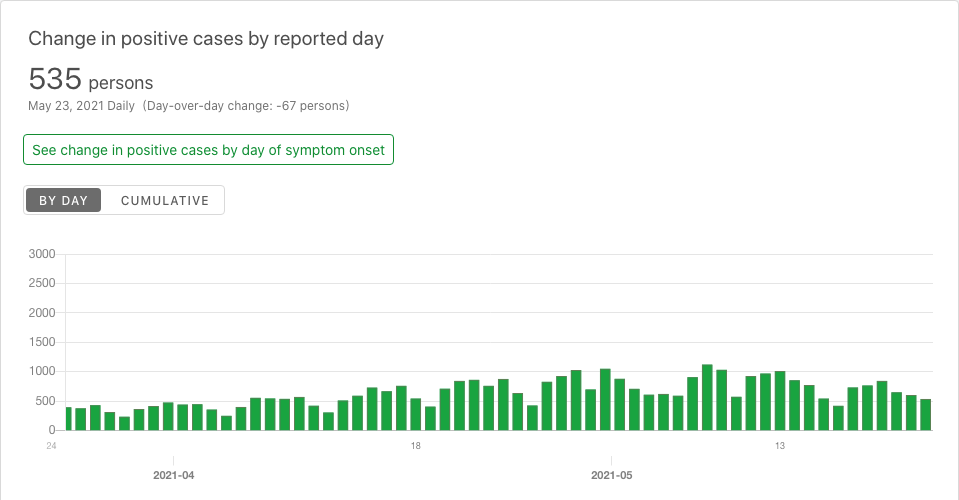 Change in positive cases by reported day
535 persons
May 23, 2021 Daily (Day-over-day change: -67 persons)
See change in positive cases by day of symptom onset
BY DAY CUMULATIVE
3000
2500
2000
1500
1000
500
0
24 18 13
2021-04 2021-05